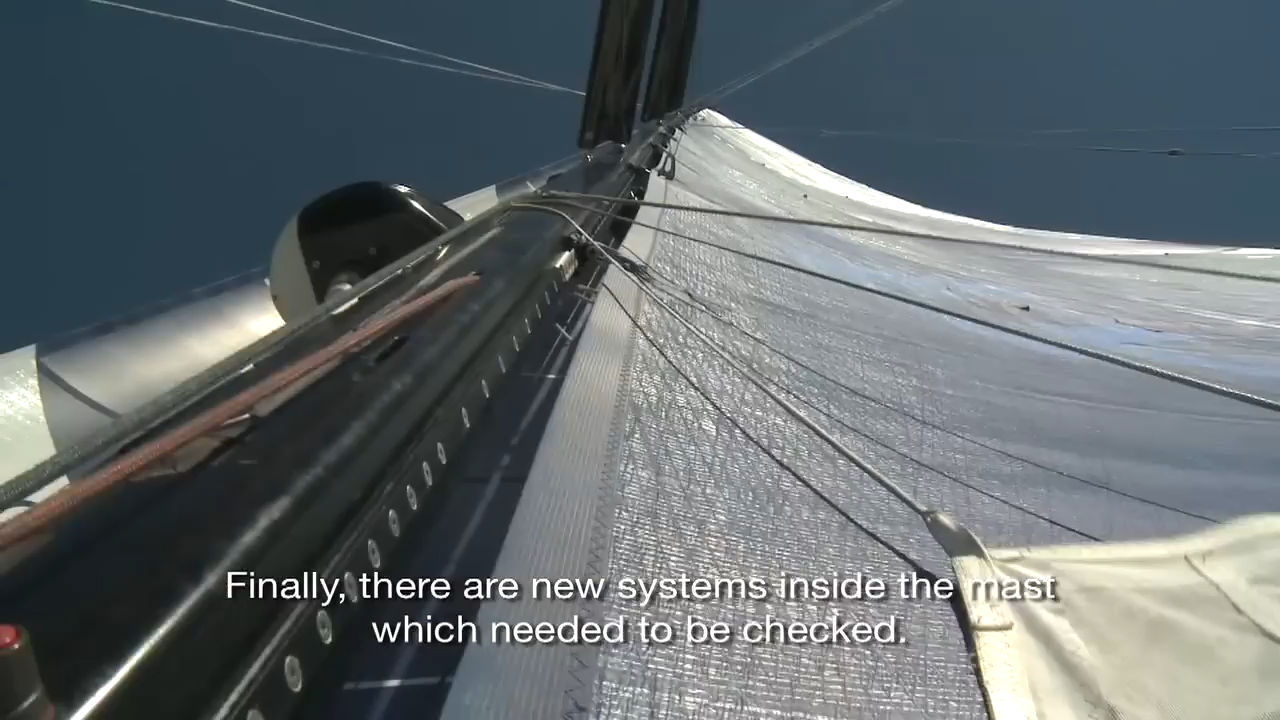 Finally, there are new systems inside the mast
which needed to be checked.